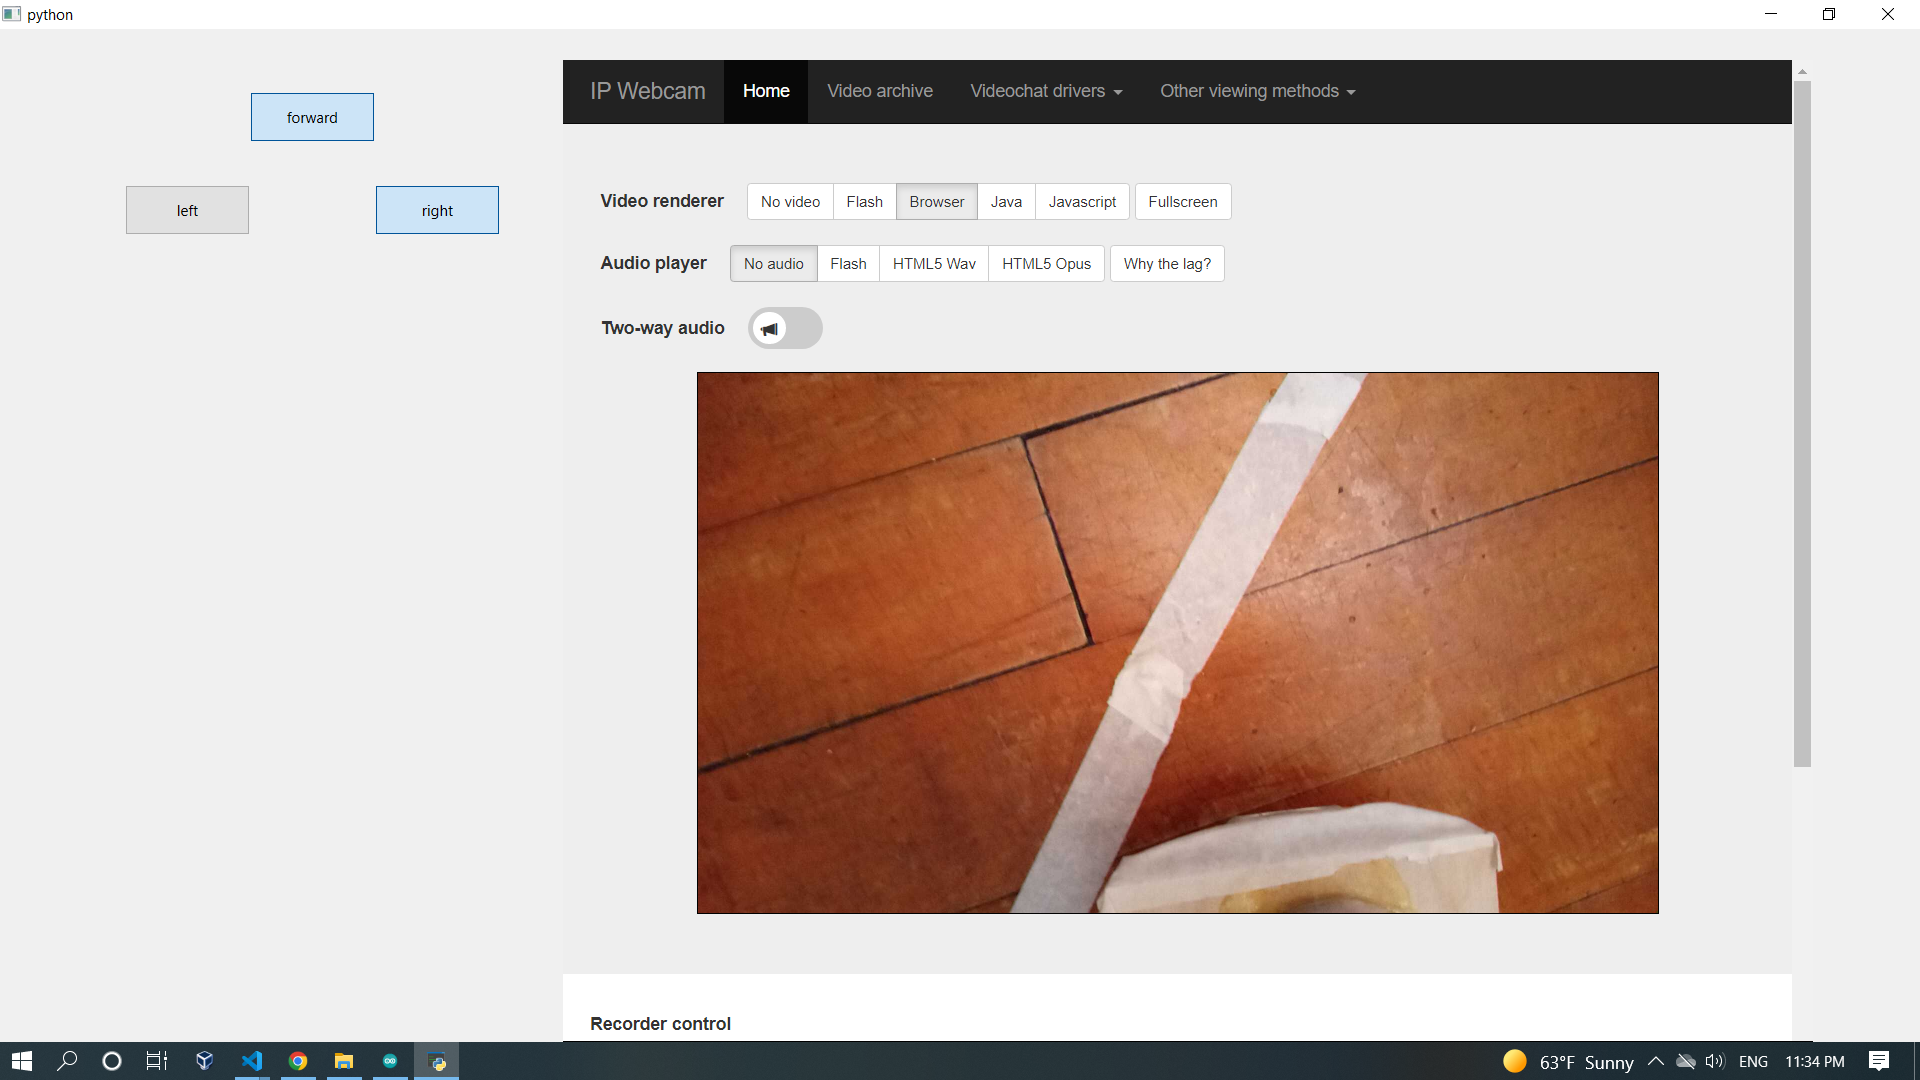 python
forward
left
right
IP Webcam Home Video archive Videochat drivers Other viewing methods
Video renderer No video Flash Browser Java Javascript Fullscreen
Audio player No audio Flash HTML5 Wav HTML5 Opus Why the lag?
Two-way audio
Recorder control
63°F Sunny ENG 11:34 PM